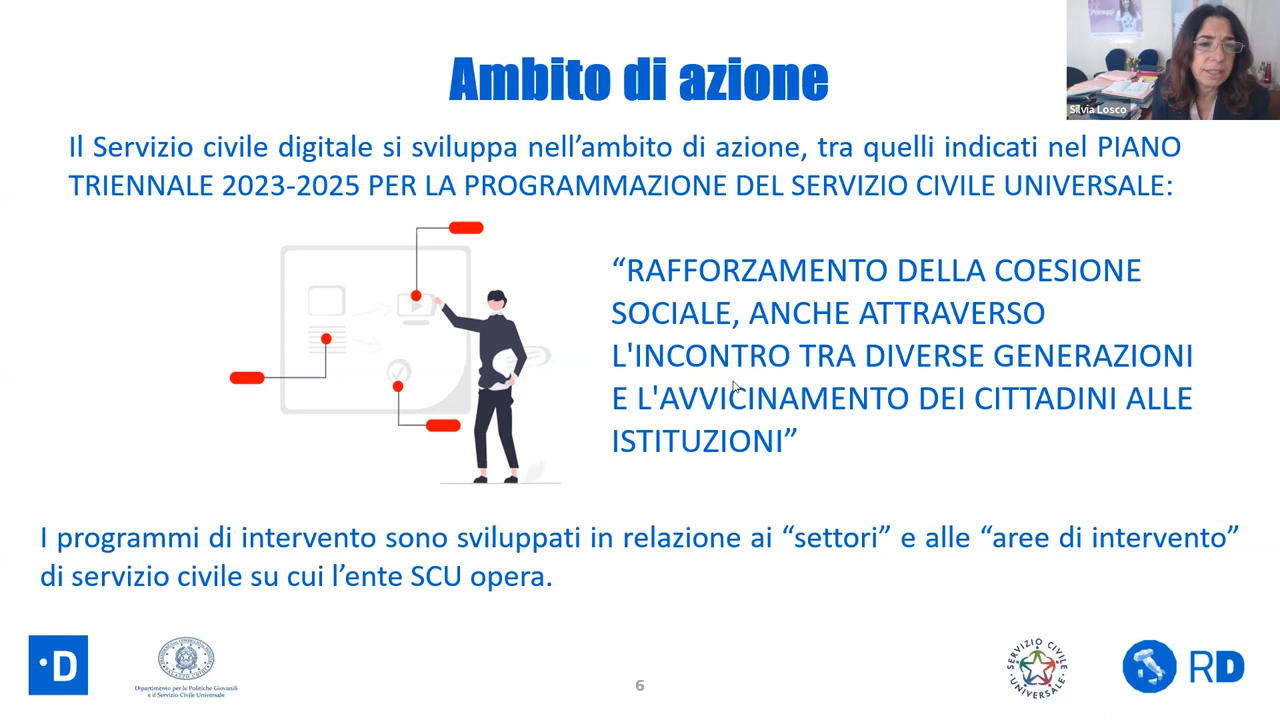 Ambito di azione
Silvia Losco
Il Servizio civile digitale si sviluppa nell’ambito di azione, tra quelli indicati nel PIANO
TRIENNALE 2023-2025 PER LA PROGRAMMAZIONE DEL SERVIZIO CIVILE UNIVERSALE:
“RAFFORZAMENTO DELLA COESIONE
SOCIALE, ANCHE ATTRAVERSO
L'INCONTRO TRA DIVERSE GENERAZIONI
E L'AVVICINAMENTO DEI CITTADINI ALLE
ISTITUZIONI”
I programmi di intervento sono sviluppati in relazione ai “settori” e alle “aree di intervento”
di servizio civile su cui l’ente SCU opera.
·D
Dipartimento per le Politiche Giovanili
e il Servizio Civile Universale
6
SERVIZIO CIVILE
UNIVERSALE
RD